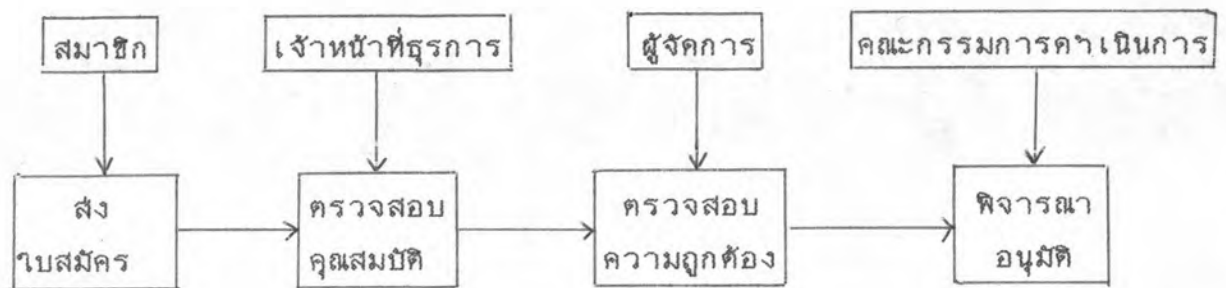 สมาชิก
เจ้าหน้าที่ธุรการ
ผู้จัดการ
คณะกรรมการดำเนินการ
ส่ง
ใบสมัคร
ตรวจสอบ
คุณสมบัติ
ตรวจสอบ
ความถูกต้อง
พิจารณา
อนุมัติ